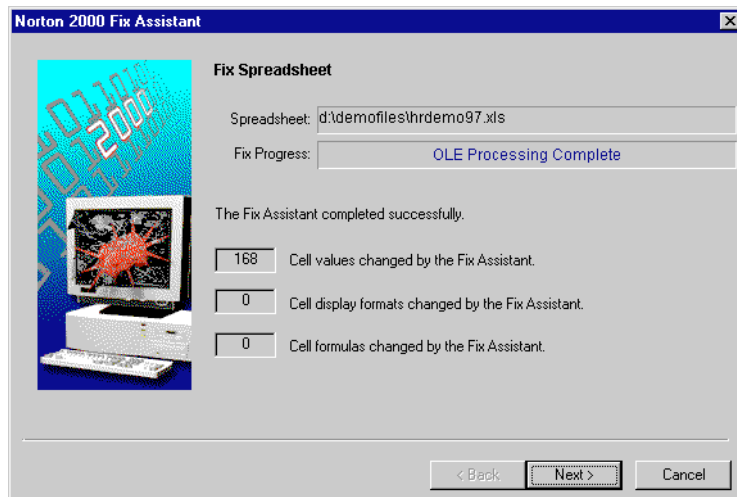 Norton 2000 Fix Assistant
2000
Fix Spreadsheet
Spreadsheet: d:\demofiles\hrdemo97.xls
Fix Progress: OLE Processing Complete
The Fix Assistant completed successfully.
168 Cell values changed by the Fix Assistant.
0 Cell display formats changed by the Fix Assistant.
0 Cell formulas changed by the Fix Assistant.
< Back Next > Cancel